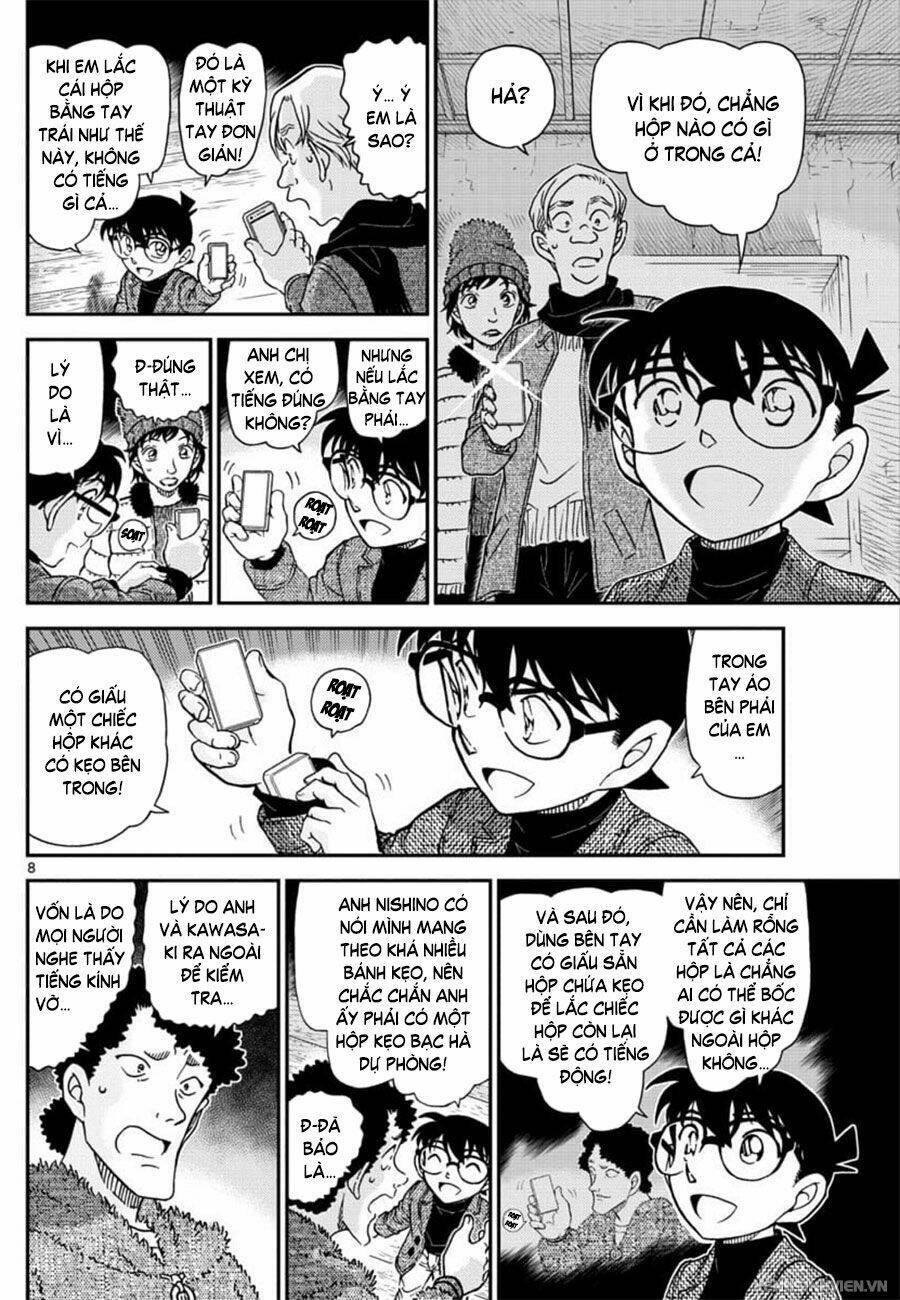 VÌ KHI ĐÓ, CHẲNG
HỘP NÀO CÓ GÌ
Ở TRONG CẢ!
HẢ?
Ý... Ý
EM LÀ
SAO?
ĐÓ LÀ
MỘT KỸ
THUẬT
TAY ĐƠN
GIẢN!
KHI EM LẮC
CÁI HỘP
BẰNG TAY
TRÁI NHƯ THẾ
NÀY, KHÔNG
CÓ TIẾNG
GÌ CẢ...
NHƯNG
NẾU LẮC
BẰNG TAY
PHẢI...
ANH CHỊ
XEM, CÓ
TIẾNG ĐÚNG
KHÔNG?
ROẠT
ROẠT
Đ-ĐÚNG
THẬT...
SOẠT
LÝ
DO LÀ
VÌ...
TRONG
TAY ÁO
BÊN PHẢI
CỦA EM
...
ROẠT
ROẠT
CÓ GIẤU
MỘT CHIẾC
HỘP KHÁC
CÓ KẸO BÊN
TRONG!
8
VẬY NÊN, CHỈ
CẦN LÀM RỖNG
TẤT CẢ CÁC
HỘP LÀ CHẲNG
AI CÓ THỂ BỐC
ĐƯỢC GÌ KHÁC
NGOÀI HỘP
KHÔNG...
VÀ SAU ĐÓ,
DÙNG BÊN TAY
CÓ GIẤU SẴN
HỘP CHỨA KẸO
ĐỂ LẮC CHIẾC
HỘP CÒN LẠI
LÀ SẼ CÓ TIẾNG
ĐỘNG!
ROẠT
ROẠT
ANH NISHINO CÓ
NÓI MÌNH MANG
THEO KHÁ NHIỀU
BÁNH KẸO, NÊN
CHẮC CHẮN ANH
ẤY PHẢI CÓ MỘT
HỘP KẸO BẠC HÀ
DỰ PHÒNG!
Đ-ĐÃ
BẢO
LÀ...
LÝ DO ANH
VÀ KAWASA-
KI RA NGOÀI
ĐỂ KIỂM
TRA...
VỐN LÀ DO
MỌI NGƯỜI
NGHE THẤY
TIẾNG KÍNH
VỠ...